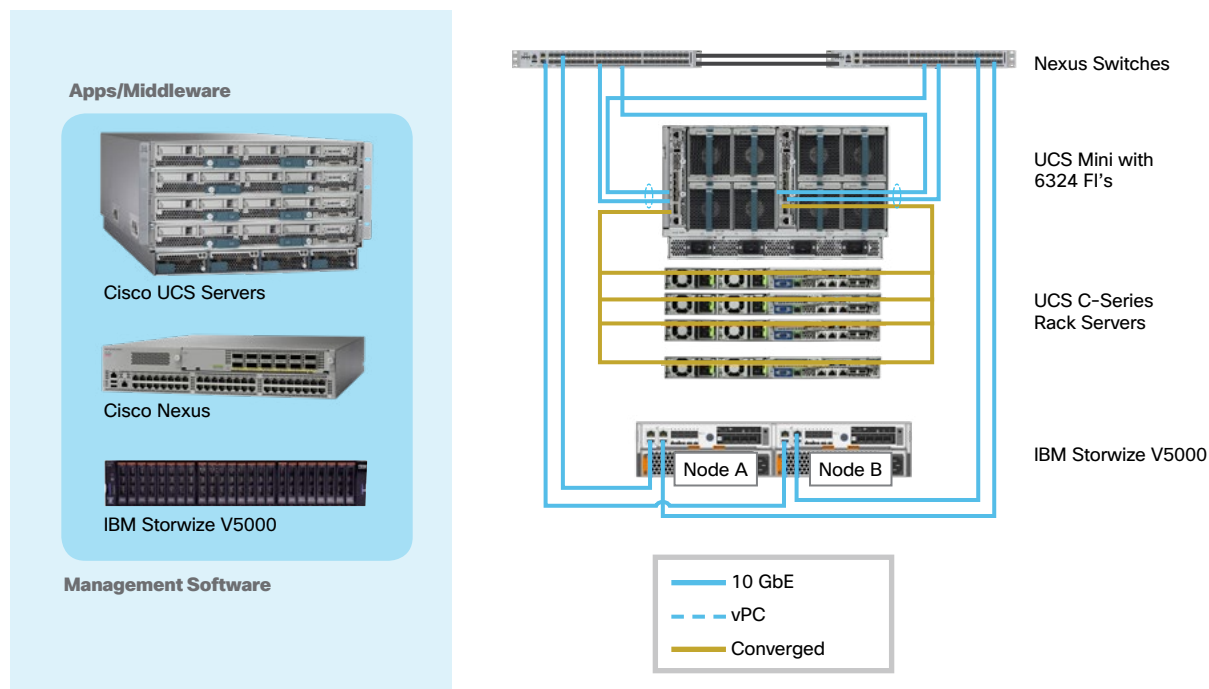 Apps/Middleware
Cisco UCS Servers
Cisco Nexus
IBM Storwize V5000
Management Software
Nexus Switches
UCS Mini with
6324 FI's
UCS C-Series
Rack Servers
IBM Storwize V5000
Node A
Node B
10 GbE
vPC
Converged